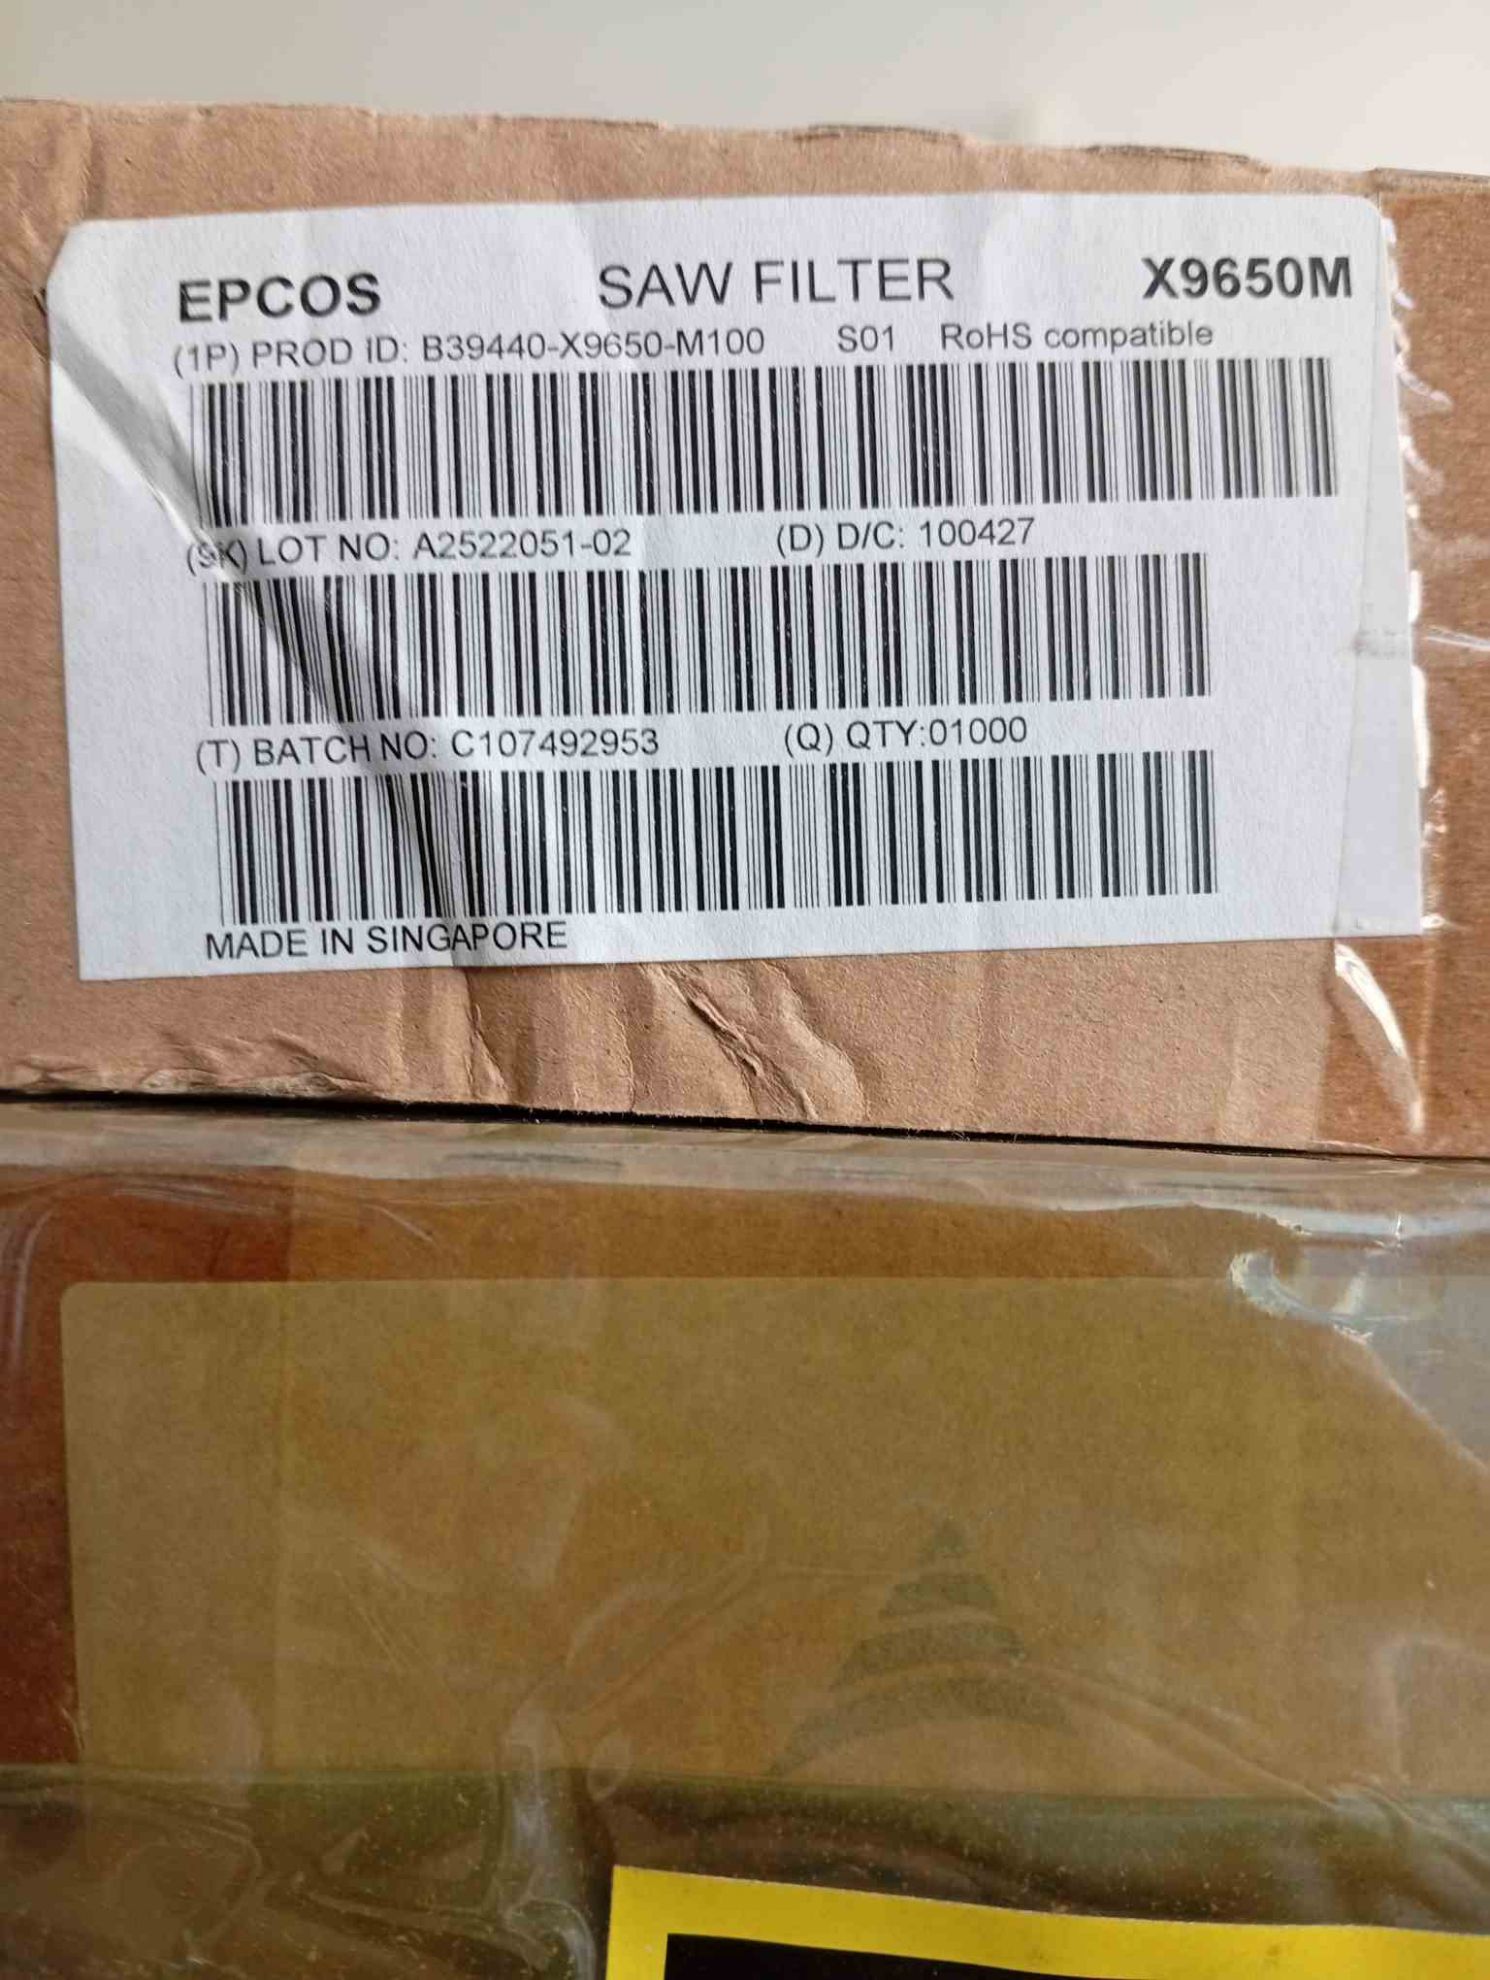 EPCOS SAW FILTER X9650M
(1P) PROD ID: B39440-X9650-M100 S01 RoHS compatible
(9K) LOT NO: A2522051-02 (D) D/C: 100427
(T) BATCH NO: C107492953 (Q) QTY:01000
MADE IN SINGAPORE